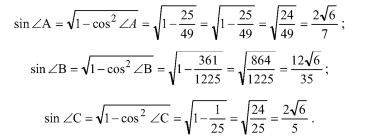 sin ∠A = √(1−cos² ∠A) = √(1−25/49) = √(1−25/49) = √(24/49) = 2√6/7 ;
sin ∠B = √(1−cos² ∠B) = √(1−361/1225) = √(864/1225) = 12√6/35 ;
sin ∠C = √(1−cos² ∠C) = √(1−1/25) = √(24/25) = 2√6/5 .